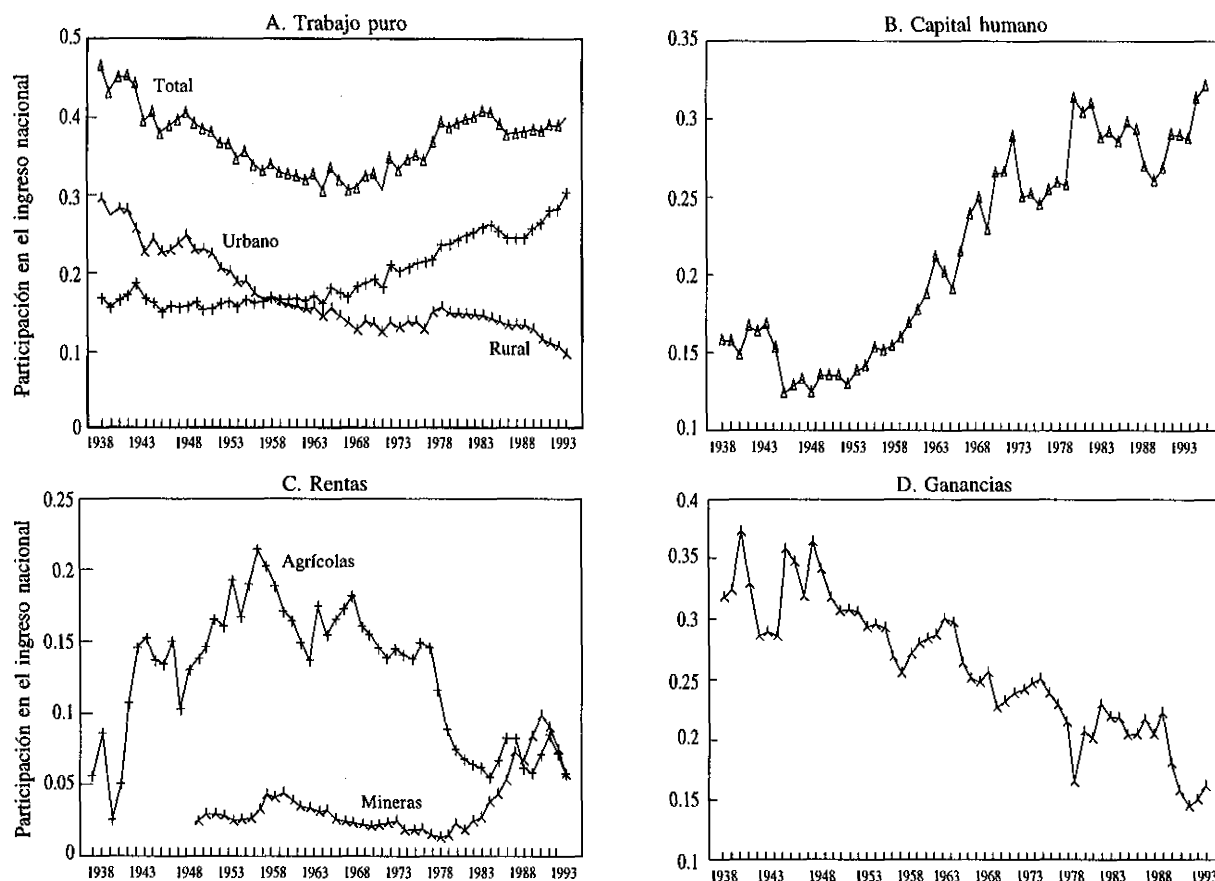 A. Trabajo puro
Participación en el ingreso nacional
0.5
0.4
0.3
0.2
0.1
0
Total
Urbano
Rural
1938 1943 1948 1953 1958 1963 1968 1973 1978 1983 1988 1993
B. Capital humano
0.35
0.3
0.25
0.2
0.15
0.1
1938 1943 1948 1953 1958 1963 1968 1973 1978 1983 1988 1993
C. Rentas
Participación en el ingreso nacional
0.25
0.2
0.15
0.1
0.05
0
Agrícolas
Mineras
1938 1943 1948 1953 1958 1963 1968 1973 1978 1983 1988 1993
D. Ganancias
0.4
0.35
0.3
0.25
0.2
0.15
0.1
1938 1943 1948 1953 1958 1963 1968 1973 1978 1983 1988 1993